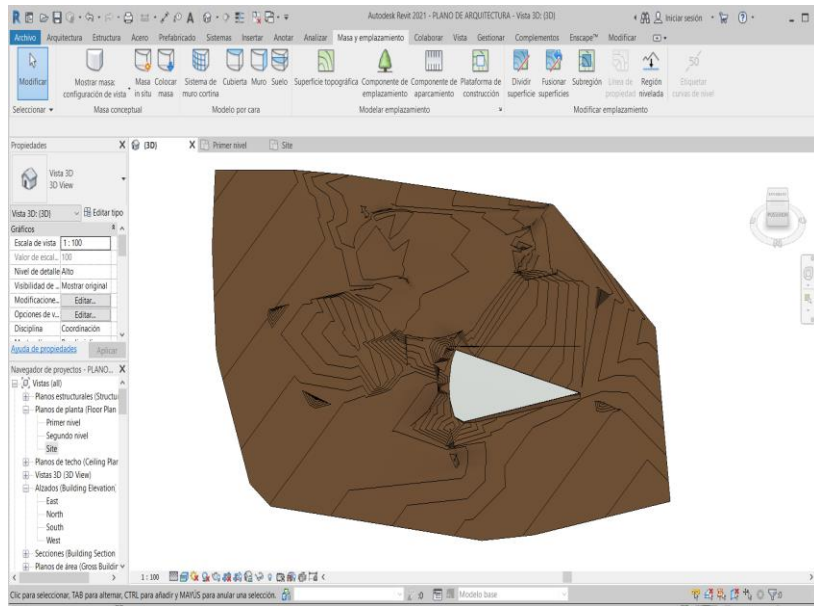 Autodesk Revit 2021 - PLANO DE ARQUITECTURA - Vista 3D: {3D}
Iniciar sesión
Archivo Arquitectura Estructura Acero Prefabricado Sistemas Insertar Anotar Analizar Masa y emplazamiento Colaborar Vista Gestionar Complementos Enscape™ Modificar
Modificar Mostrar masa: configuración de vista Masa in situ Colocar masa Sistema de muro cortina Cubierta Muro Suelo Superficie topográfica Componente de emplazamiento Componente de aparcamiento Plataforma de construcción Dividir superficie Fusionar superficies Subregión Línea de propiedad Región nivelada Etiquetar curvas de nivel
Seleccionar Masa conceptual Modelo por cara Modelar emplazamiento Modificar emplazamiento
Propiedades X {3D} X Primer nivel Site
Vista 3D
3D View
Vista 3D: {3D} Editar tipo
Gráficos
Escala de vista 1 : 100
Valor de escal... 100
Nivel de detalle Alto
Visibilidad de ... Mostrar original
Modificacione... Editar...
Opciones de v... Editar...
Disciplina Coordinación
Ayuda de propiedades Aplicar
Navegador de proyectos - PLANO... X
Vistas (all)
Planos estructurales (Structu
Planos de planta (Floor Plan
Primer nivel
Segundo nivel
Site
Planos de techo (Ceiling Plar
Vistas 3D (3D View)
Alzados (Building Elevation)
East
North
South
West
Secciones (Building Section
Planos de área (Gross Buildir
POSTERIOR
1 : 100
Clic para seleccionar, TAB para alternar, CTRL para añadir y MAYÚS para anular una selección. :0 Modelo base